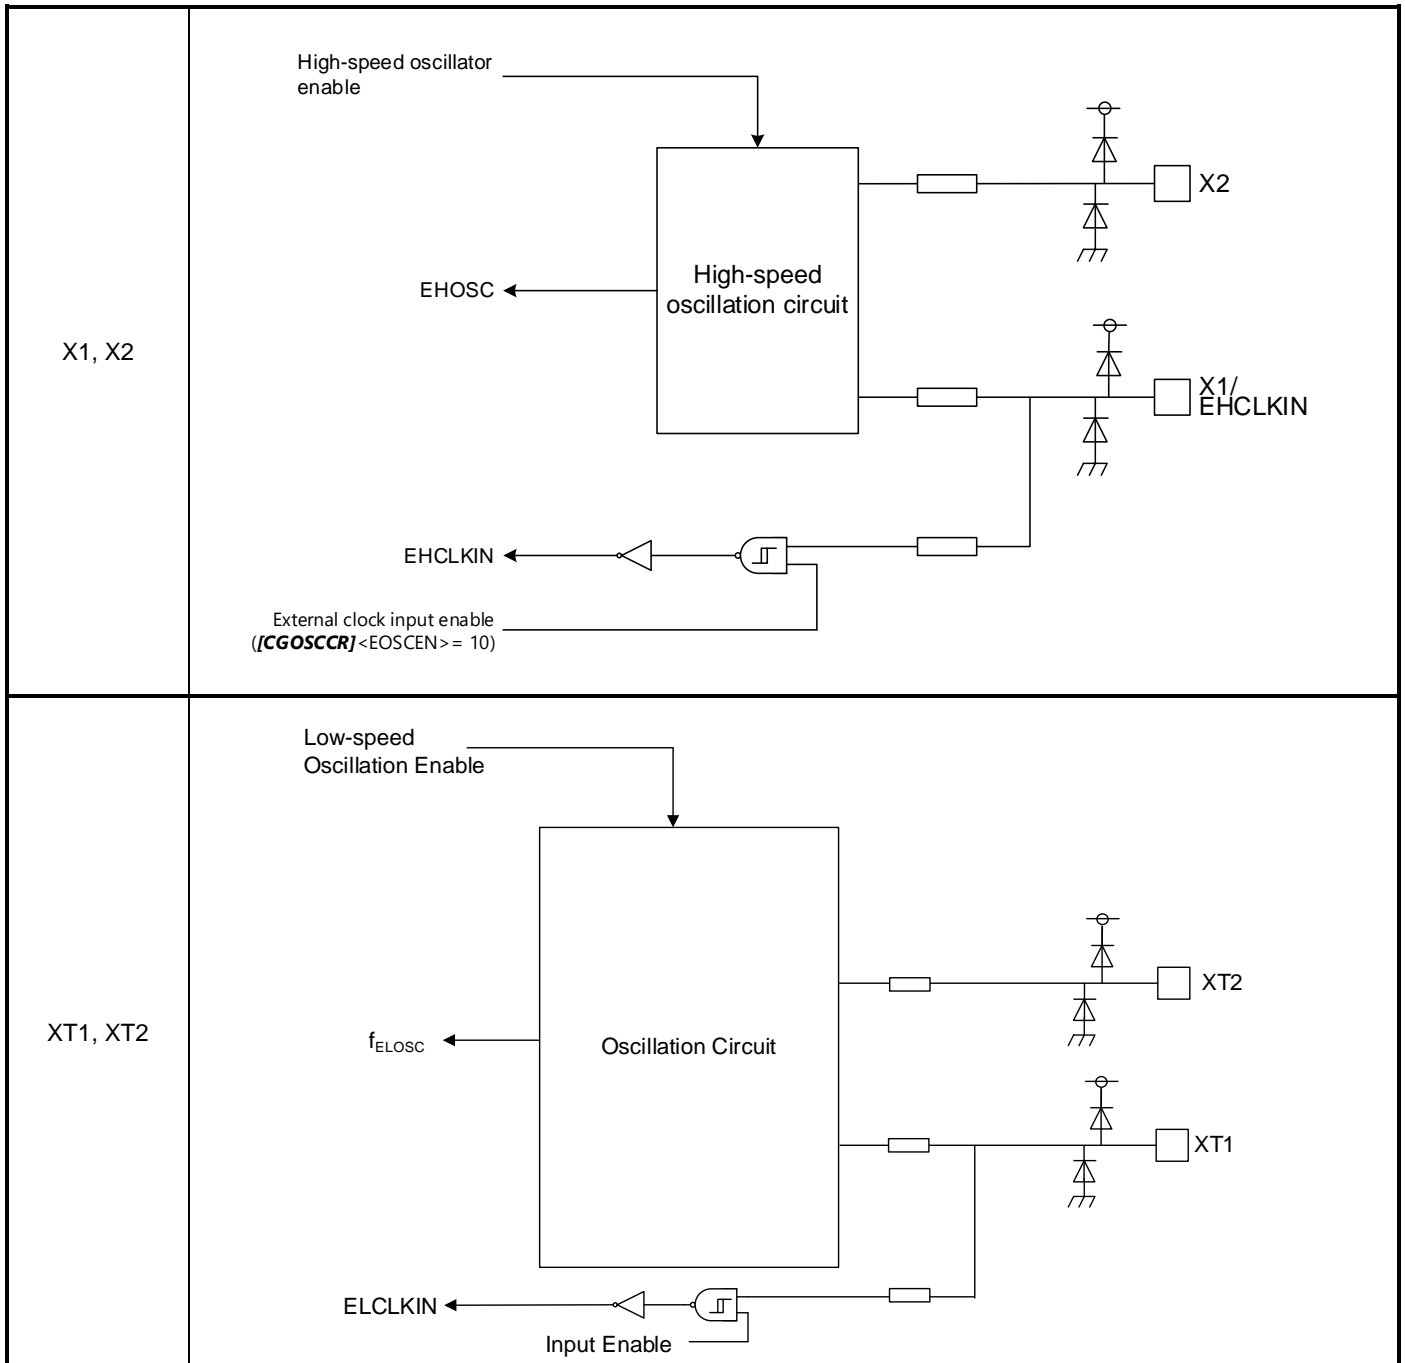 X1, X2
High-speed oscillator
enable
X2
High-speed
oscillation circuit
EHOSC
X1/
EHCLKIN
EHCLKIN
External clock input enable
([CGOSCCR]<EOSCEN>= 10)
XT1, XT2
Low-speed
Oscillation Enable
XT2
fELOSC
Oscillation Circuit
XT1
ELCLKIN
Input Enable